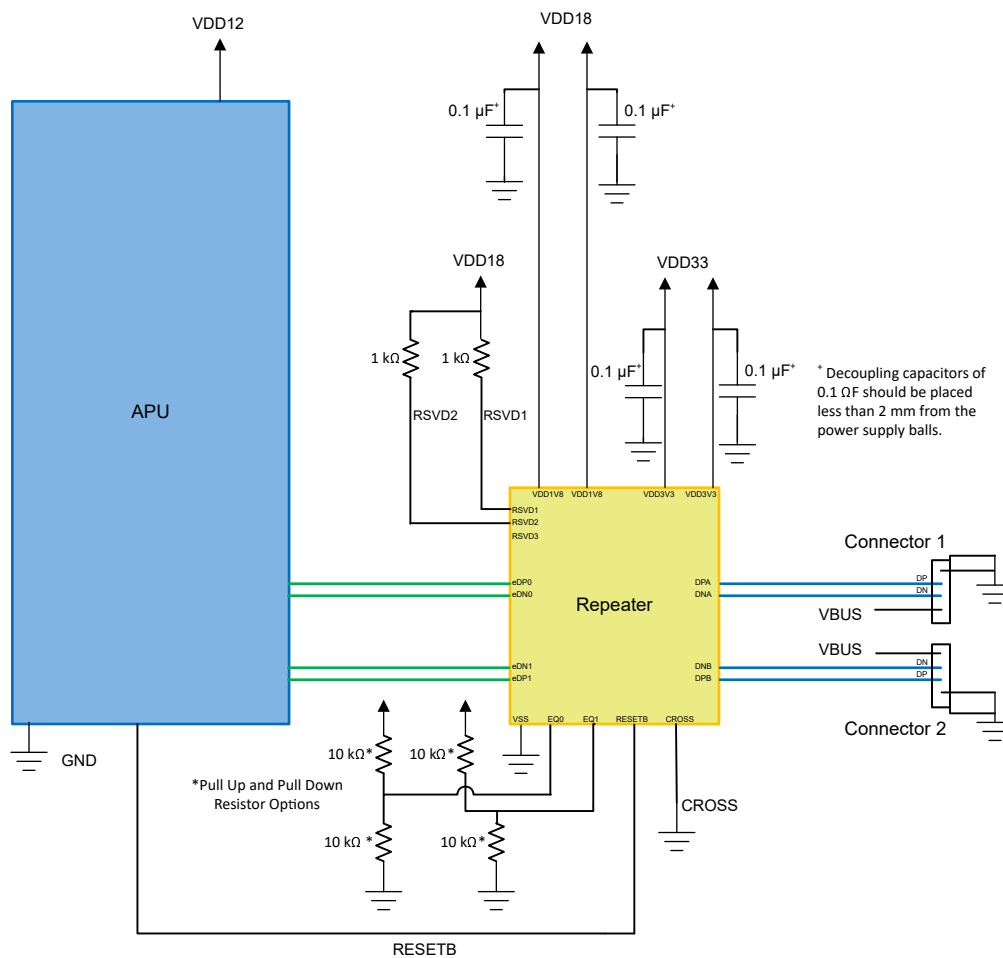 VDD12
VDD18
0.1 µF⁺
0.1 µF⁺
VDD18
VDD33
1 kΩ
1 kΩ
0.1 µF⁺
0.1 µF⁺
⁺ Decoupling capacitors of
0.1 ΩF should be placed
less than 2 mm from the
power supply balls.
APU
RSVD2
RSVD1
VDD1V8
VDD1V8
VDD3V3
VDD3V3
RSVD1
RSVD2
RSVD3
Connector 1
eDP0
eDN0
DPA
DNA
DP
DN
Repeater
VBUS
VBUS
eDN1
eDP1
DNB
DPB
DN
DP
VSS
EQ0
EQ1
RESETB
CROSS
Connector 2
GND
10 kΩ*
10 kΩ*
*Pull Up and Pull Down
Resistor Options
CROSS
10 kΩ*
10 kΩ*
RESETB